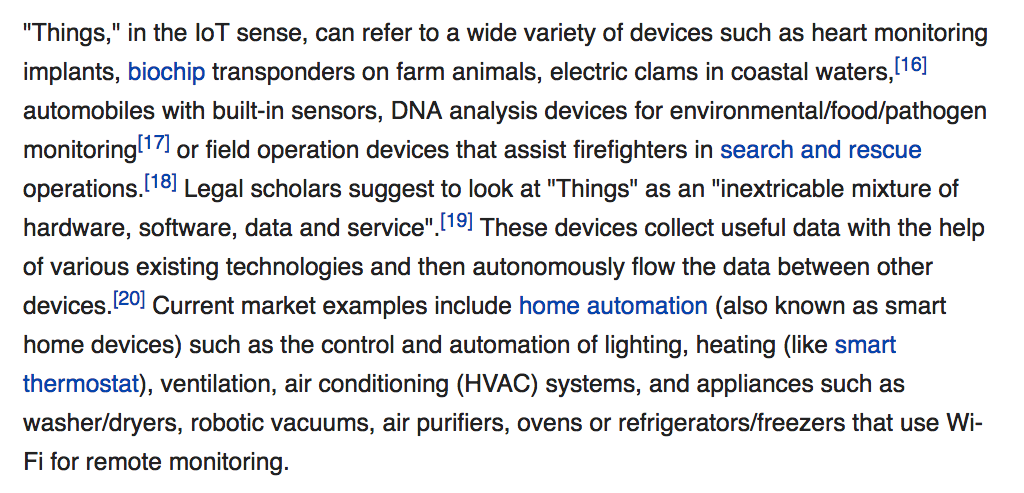 "Things," in the IoT sense, can refer to a wide variety of devices such as heart monitoring
implants, biochip transponders on farm animals, electric clams in coastal waters,[16]
automobiles with built-in sensors, DNA analysis devices for environmental/food/pathogen
monitoring[17] or field operation devices that assist firefighters in search and rescue
operations.[18] Legal scholars suggest to look at "Things" as an "inextricable mixture of
hardware, software, data and service".[19] These devices collect useful data with the help
of various existing technologies and then autonomously flow the data between other
devices.[20] Current market examples include home automation (also known as smart
home devices) such as the control and automation of lighting, heating (like smart
thermostat), ventilation, air conditioning (HVAC) systems, and appliances such as
washer/dryers, robotic vacuums, air purifiers, ovens or refrigerators/freezers that use Wi-
Fi for remote monitoring.